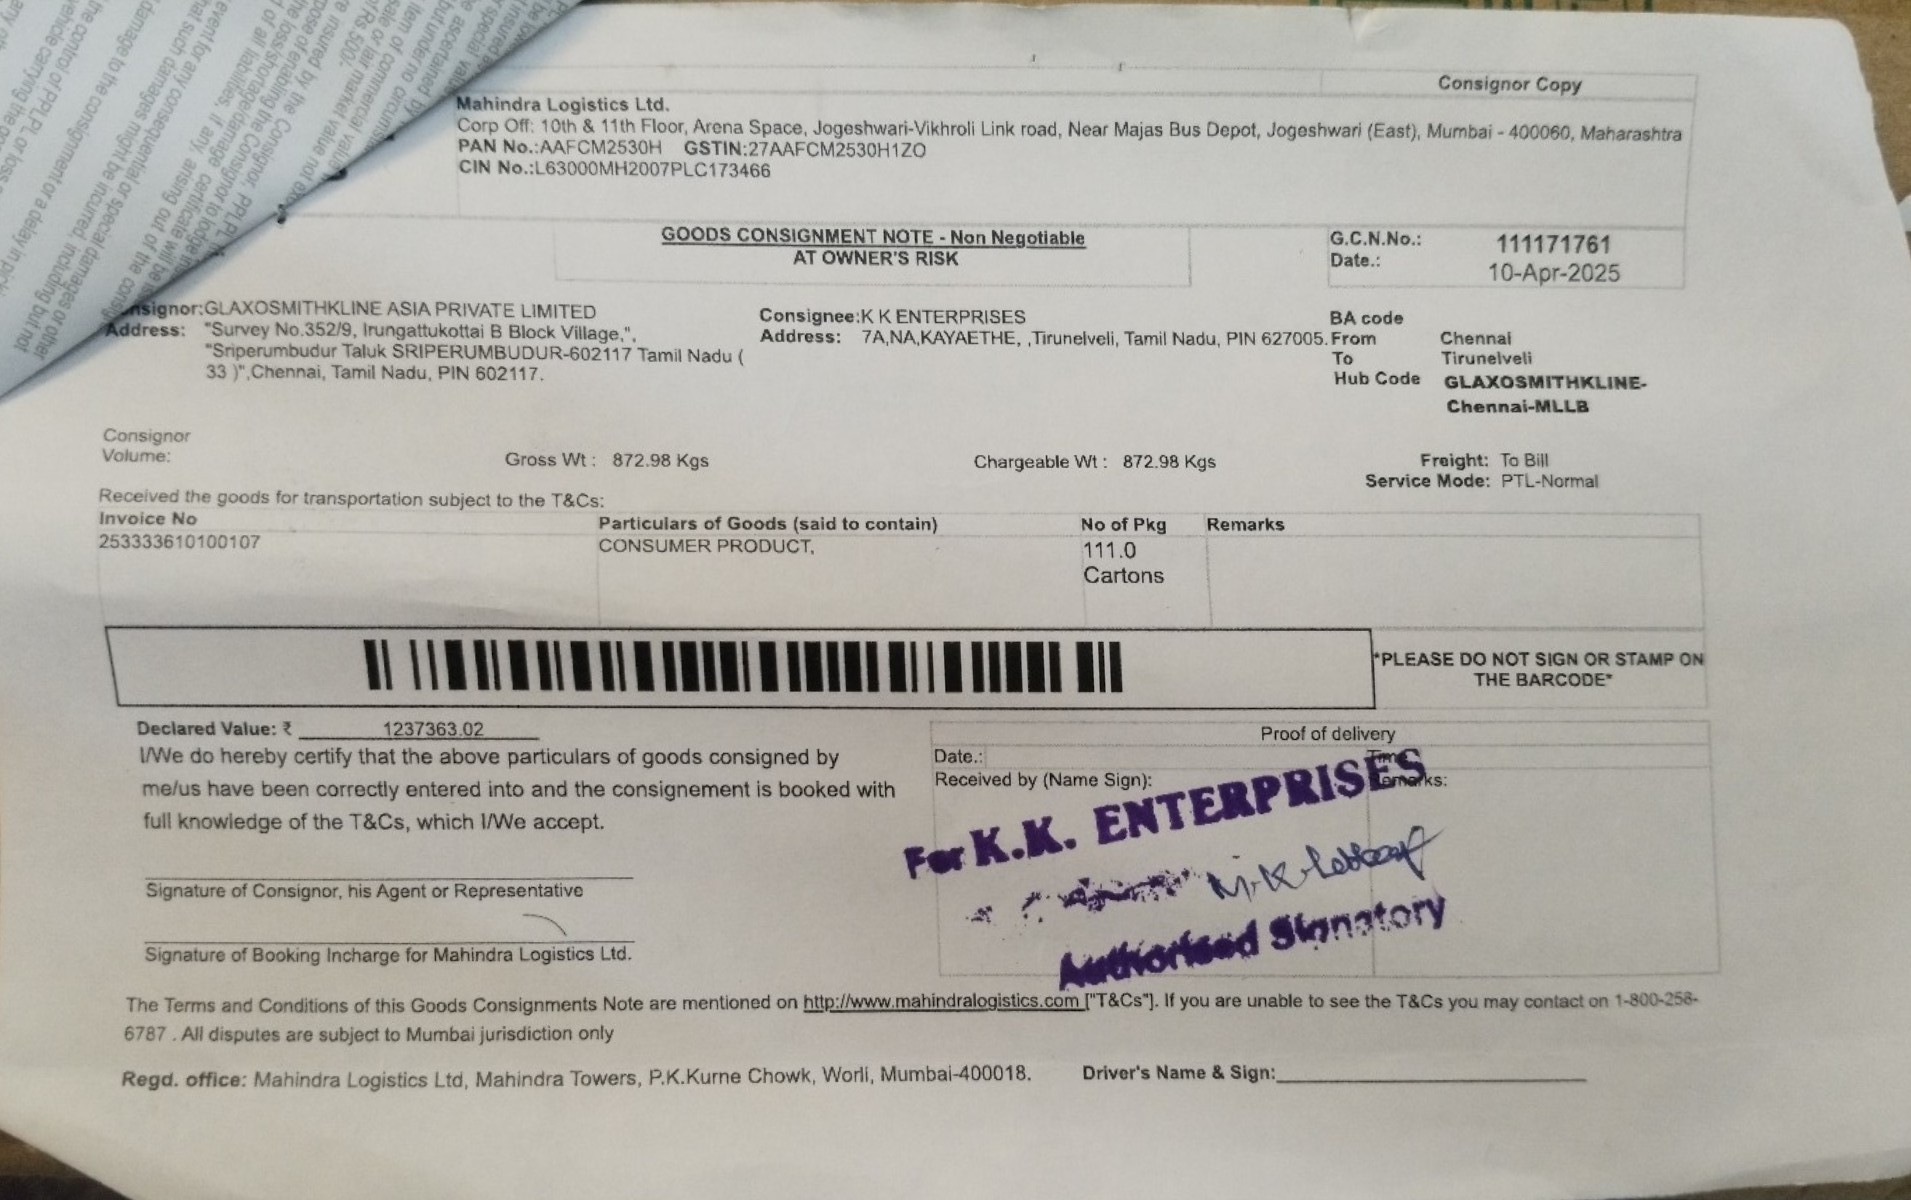 Consignor Copy
Mahindra Logistics Ltd.
Corp Off: 10th & 11th Floor, Arena Space, Jogeshwari-Vikhroli Link road, Near Majas Bus Depot, Jogeshwari (East), Mumbai - 400060, Maharashtra
PAN No.:AAFCM2530H GSTIN:27AAFCM2530H1ZO
CIN No.:L63000MH2007PLC173466
GOODS CONSIGNMENT NOTE - Non Negotiable
AT OWNER'S RISK
G.C.N.No.: 111171761
Date.: 10-Apr-2025
nsignor:GLAXOSMITHKLINE ASIA PRIVATE LIMITED
Address: "Survey No.352/9, Irungattukottai B Block Village,",
"Sriperumbudur Taluk SRIPERUMBUDUR-602117 Tamil Nadu (
33 )",Chennai, Tamil Nadu, PIN 602117.
Consignee:K K ENTERPRISES
Address: 7A,NA,KAYAETHE, ,Tirunelveli, Tamil Nadu, PIN 627005.
BA code
From Chennai
To Tirunelveli
Hub Code GLAXOSMITHKLINE-
Chennai-MLLB
Consignor
Volume:
Gross Wt : 872.98 Kgs
Chargeable Wt : 872.98 Kgs
Freight: To Bill
Service Mode: PTL-Normal
Received the goods for transportation subject to the T&Cs:
Invoice No Particulars of Goods (said to contain) No of Pkg Remarks
253333610100107 CONSUMER PRODUCT, 111.0
Cartons
*PLEASE DO NOT SIGN OR STAMP ON
THE BARCODE*
Declared Value: ₹ 1237363.02
I/We do hereby certify that the above particulars of goods consigned by
me/us have been correctly entered into and the consignement is booked with
full knowledge of the T&Cs, which I/We accept.
Signature of Consignor, his Agent or Representative
Signature of Booking Incharge for Mahindra Logistics Ltd.
Proof of delivery
Date.: Time
Received by (Name Sign): Remarks:
For K.K. ENTERPRISES
Authorised Signatory
The Terms and Conditions of this Goods Consignments Note are mentioned on http://www.mahindralogistics.com ["T&Cs"]. If you are unable to see the T&Cs you may contact on 1-800-258-
6787 . All disputes are subject to Mumbai jurisdiction only
Regd. office: Mahindra Logistics Ltd, Mahindra Towers, P.K.Kurne Chowk, Worli, Mumbai-400018.
Driver's Name & Sign: